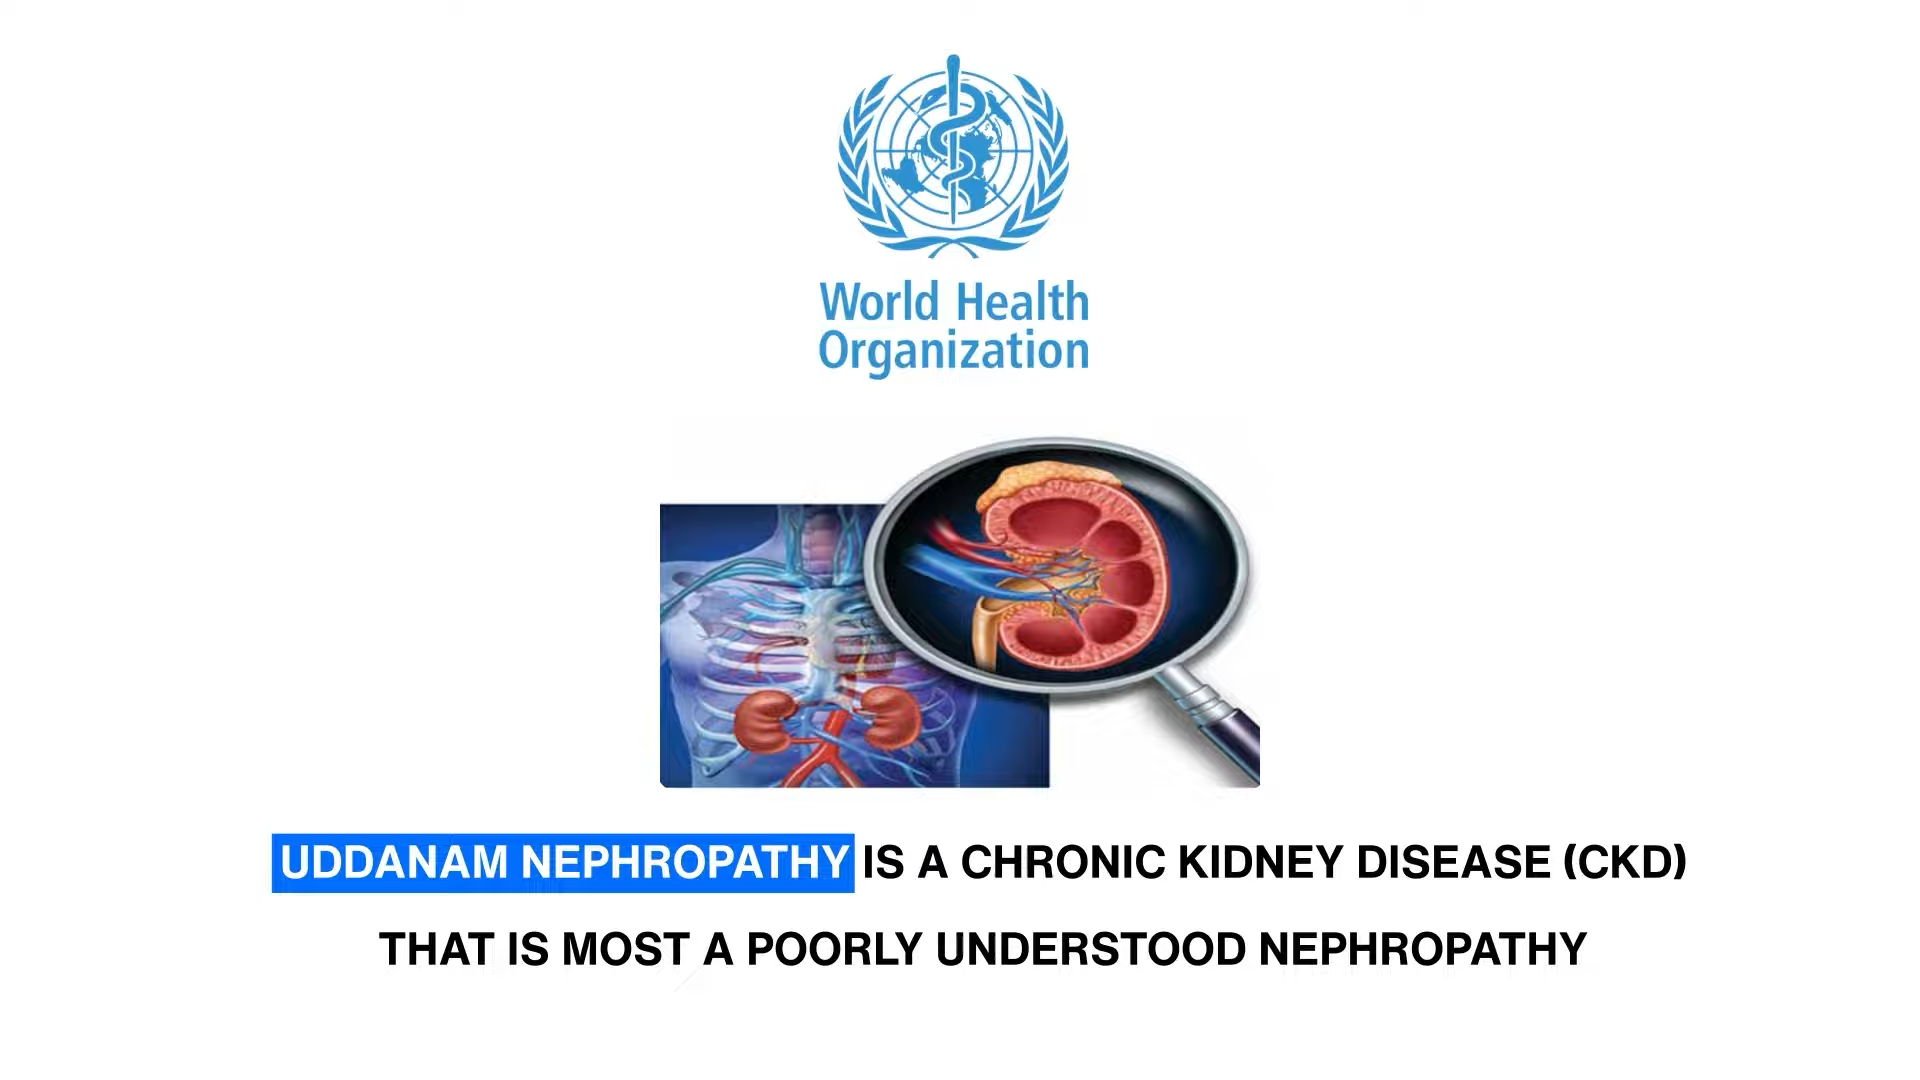 World Health
Organization
UDDANAM NEPHROPATHY IS A CHRONIC KIDNEY DISEASE (CKD)
THAT IS MOST A POORLY UNDERSTOOD NEPHROPATHY